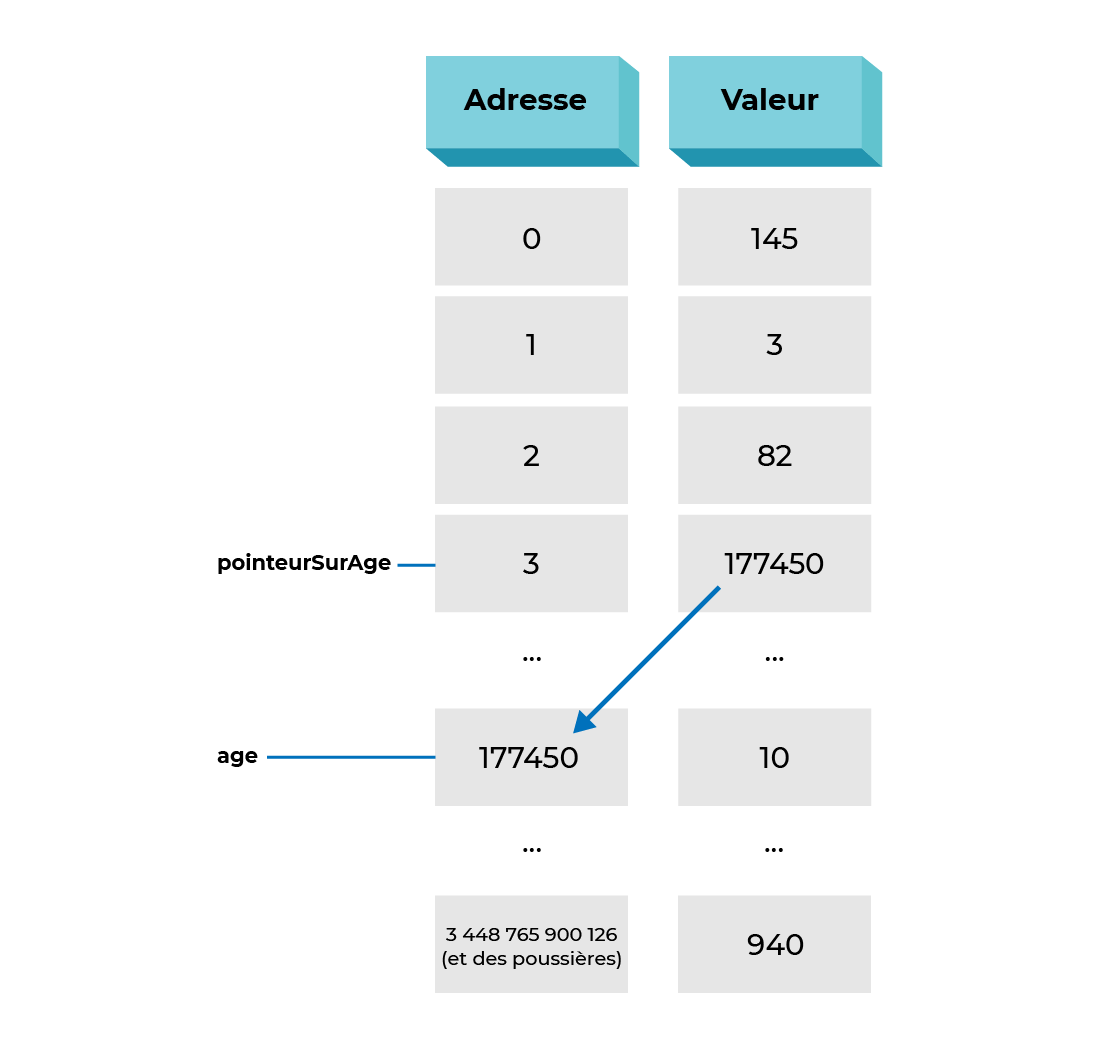 Adresse Valeur
0 145
1 3
2 82
pointeurSurAge 3 177450
... ...
age 177450 10
... ...
3 448 765 900 126
(et des poussières) 940